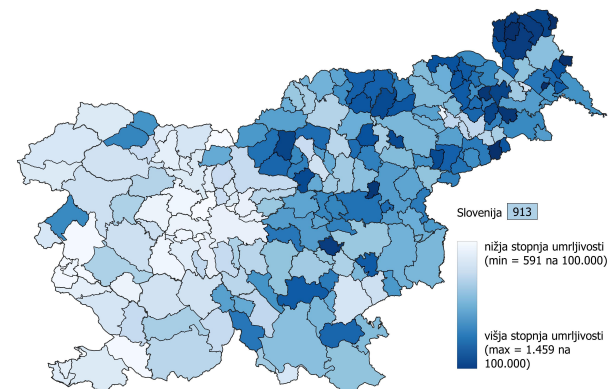 Slovenija 913
nižja stopnja umrljivosti
(min = 591 na 100.000)
višja stopnja umrljivosti
(max = 1.459 na
100.000)